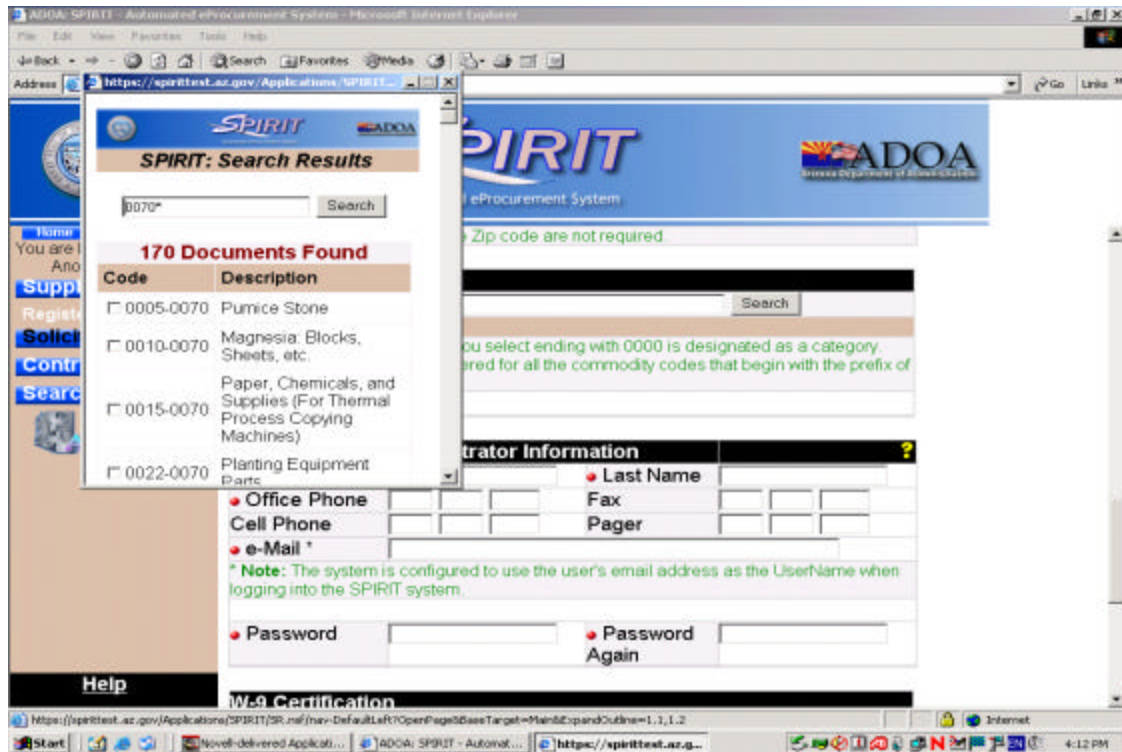 ADOA: SPIRIT - Automated eProcurement System - Microsoft Internet Explorer
File Edit View Favorites Tools Help
Back Search Favorites Media
Address Go Links
https://spirittest.az.gov/Applications/SPIRIT...
SPIRIT ADOA
SPIRIT: Search Results
0070* Search
170 Documents Found
Code Description
0005-0070 Pumice Stone
0010-0070 Magnesia: Blocks,
Sheets, etc.
0015-0070 Paper, Chemicals, and
Supplies (For Thermal
Process Copying
Machines)
0022-0070 Planting Equipment
Parts
PIRIT
eProcurement System
ADOA
Arizona Department of Administration
Home
You are l
Ano
Suppl
Registe
Solicit
Contr
Searc
Help
Zip code are not required.
Search
ou select ending with 0000 is designated as a category.
ered for all the commodity codes that begin with the prefix of
trator Information ?
Last Name
Office Phone Fax
Cell Phone Pager
e-Mail *
* Note: The system is configured to use the user's email address as the UserName when
logging into the SPIRIT system.
Password Password
Again
W-9 Certification
https://spirittest.az.gov/Applications/SPIRIT/SR.nsf/nav-DefaultLeft?OpenPage&BaseTarget=Main&ExpandOutline=1.1,1.2 Internet
Start Novell-delivered Applicati... ADOA: SPIRIT - Automat... https://spirittest.az.g... 4:12 PM